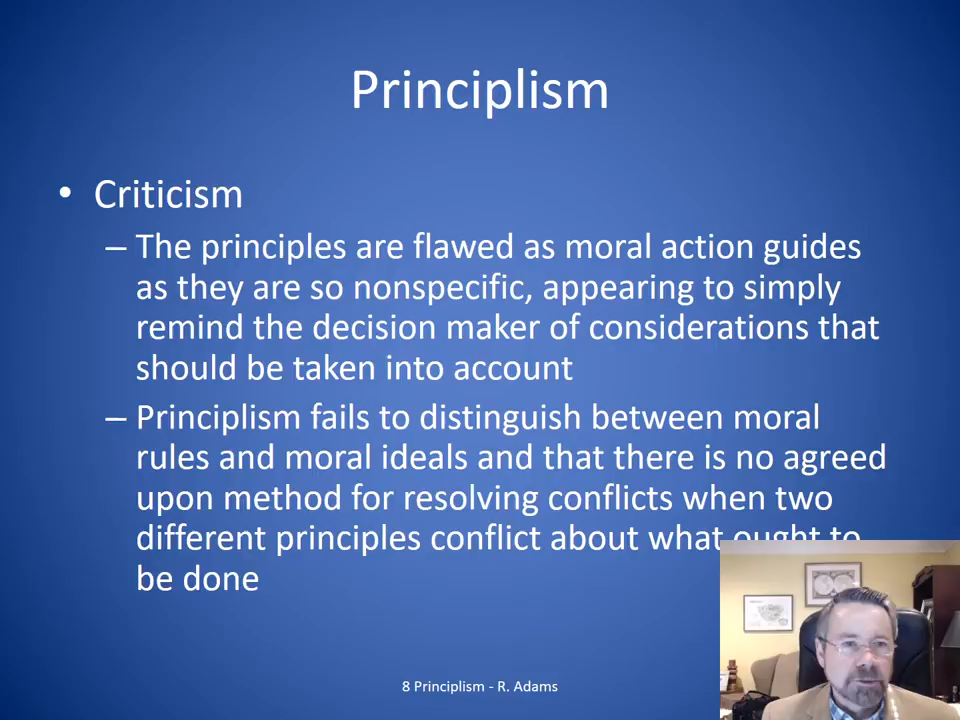 Principlism
• Criticism
– The principles are flawed as moral action guides
as they are so nonspecific, appearing to simply
remind the decision maker of considerations that
should be taken into account
– Principlism fails to distinguish between moral
rules and moral ideals and that there is no agreed
upon method for resolving conflicts when two
different principles conflict about what ought to
be done
8 Principlism - R. Adams